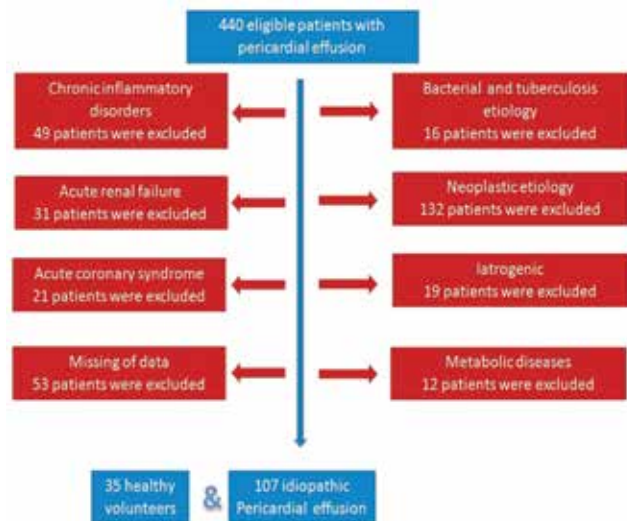 440 eligible patients with
pericardial effusion
Chronic inflammatory
disorders
49 patients were excluded
Bacterial and tuberculosis
etiology
16 patients were excluded
Acute renal failure
31 patients were excluded
Neoplastic etiology
132 patients were excluded
Acute coronary syndrome
21 patients were excluded
Iatrogenic
19 patients were excluded
Missing of data
53 patients were excluded
Metabolic diseases
12 patients were excluded
35 healthy
volunteers
&
107 idiopathic
Pericardial effusion